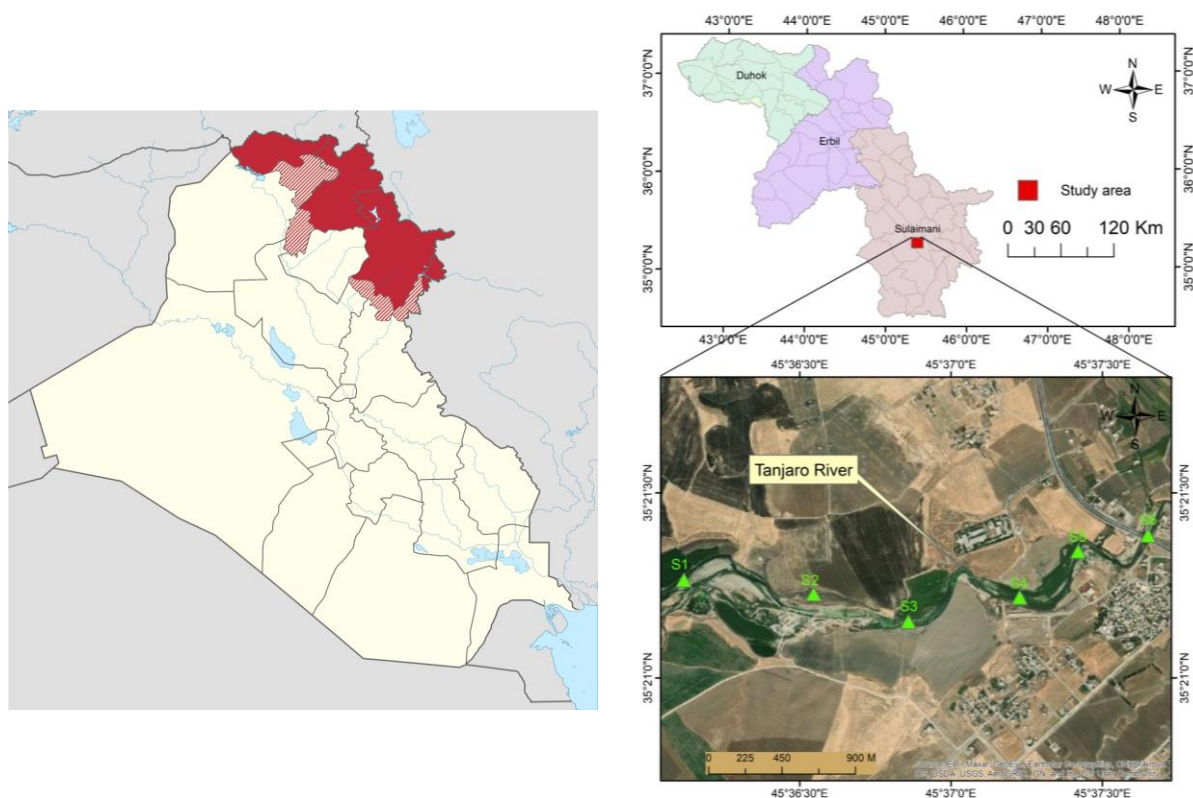 43°0'0"E 44°0'0"E 45°0'0"E 46°0'0"E 47°0'0"E 48°0'0"E
37°0'0"N
36°0'0"N
35°0'0"N
37°0'0"N
36°0'0"N
35°0'0"N
Duhok
Erbil
Sulaimani
N
W E
S
Study area
0 30 60 120 Km
43°0'0"E 44°0'0"E 45°0'0"E 46°0'0"E 47°0'0"E 48°0'0"E
45°36'30"E 45°37'0"E 45°37'30"E
N
W E
S
Tanjaro River
35°21'30"N
35°21'0"N
35°21'30"N
35°21'0"N
S1
S2
S3
S4
S5
S6
0 225 450 900 M
45°36'30"E 45°37'0"E 45°37'30"E